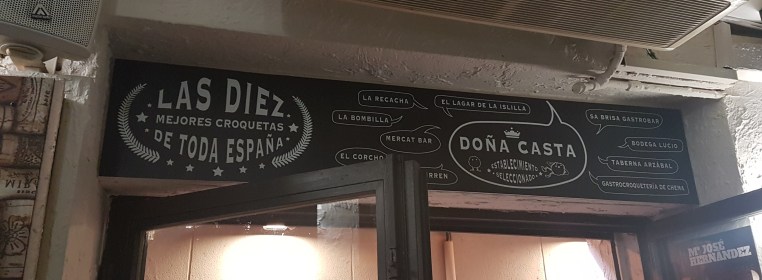 LAS DIEZ
MEJORES CROQUETAS
DE TODA ESPAÑA
LA RECACHA
LA BOMBILLA
MERCAT BAR
EL CORCHO
EL LAGAR DE LA ISLILLA
DOÑA CASTA
ESTABLECIMIENTO
SELECCIONADO
SA BRISA GASTROBAR
BODEGA LUCIO
TABERNA ARZÁBAL
GASTROCROQUETERÍA DE CHEMA
Mª JOSÉ
HERNÁNDEZ